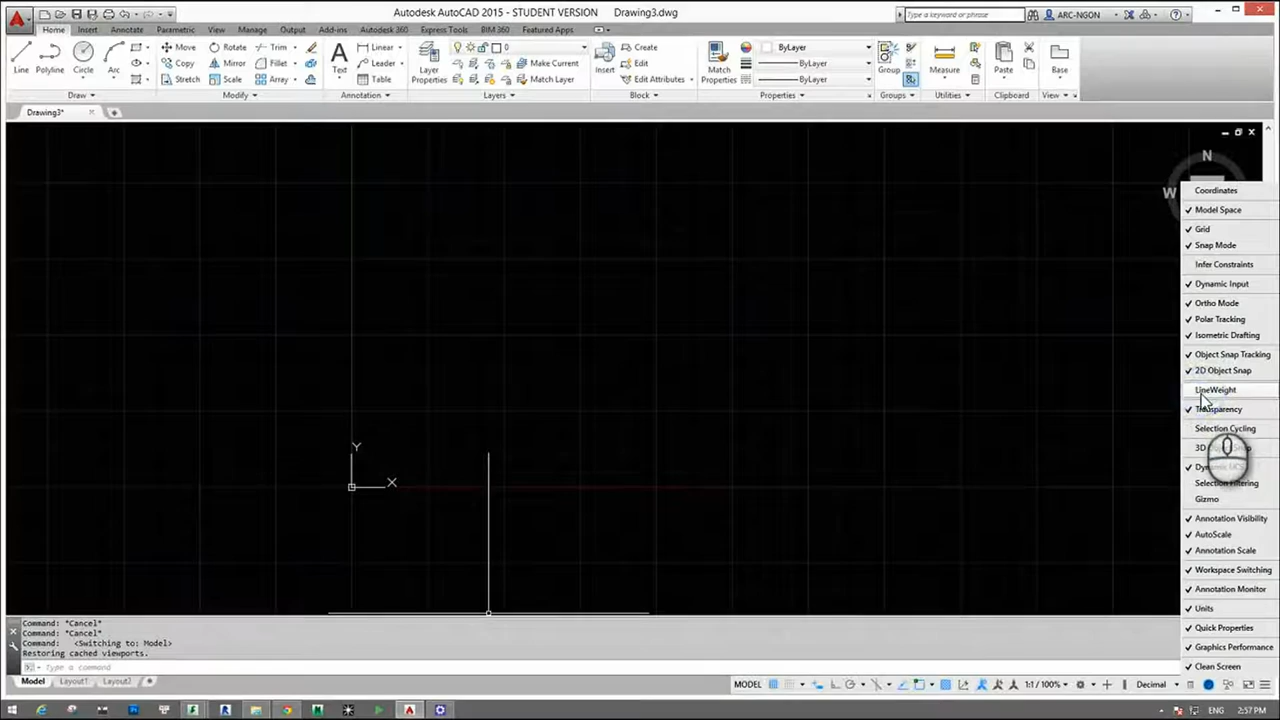 Autodesk AutoCAD 2015 - STUDENT VERSION Drawing3.dwg
Type a keyword or phrase
ARC-NGON
Home Insert Annotate Parametric View Manage Output Add-ins Autodesk 360 Express Tools BIM 360 Featured Apps
Line Polyline Circle Arc
Move Rotate Trim
Copy Mirror Fillet
Stretch Scale Array
Text
Linear
Leader
Table
Layer Properties
0
Make Current
Match Layer
Insert
Create
Edit
Edit Attributes
Match Properties
ByLayer
ByLayer
ByLayer
Group
Measure
Paste
Base
Draw Modify Annotation Layers Block Properties Groups Utilities Clipboard View
Drawing3*
N
W
Y
X
Coordinates
Model Space
Grid
Snap Mode
Infer Constraints
Dynamic Input
Ortho Mode
Polar Tracking
Isometric Drafting
Object Snap Tracking
2D Object Snap
LineWeight
Transparency
Selection Cycling
3D
Selection Filtering
Gizmo
Annotation Visibility
AutoScale
Annotation Scale
Workspace Switching
Annotation Monitor
Units
Quick Properties
Graphics Performance
Clean Screen
Command: *Cancel*
Command: *Cancel*
Command: <Switching to: Model>
Restoring cached viewports.
Type a command
Model Layout1 Layout2
MODEL 1:1 / 100% Decimal
ENG 2:57 PM